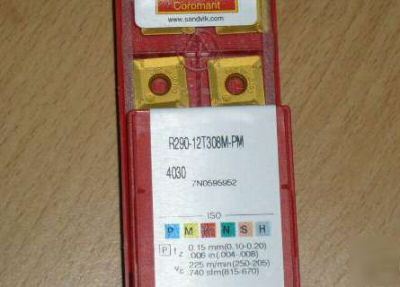 Coromant
www.sandvik.com
R290-12T308M-PM
4030
7N0595952
ISO
P M K N S H
P fz 0.15 mm(0.10-0.20)
.006 in(.004-.008)
vc 225 m/min(250-205)
740 sfm(815-670)